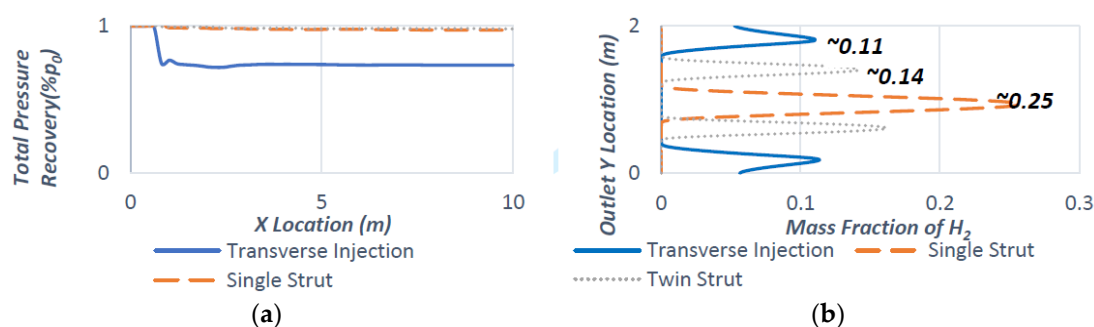 1
0
Total Pressure
Recovery(%p0)
0
5
10
X Location (m)
Transverse Injection
Single Strut
(a)
2
0
Outlet Y Location (m)
~0.11
~0.14
~0.25
0
0.1
0.2
0.3
Mass Fraction of H2
Transverse Injection
Single Strut
Twin Strut
(b)